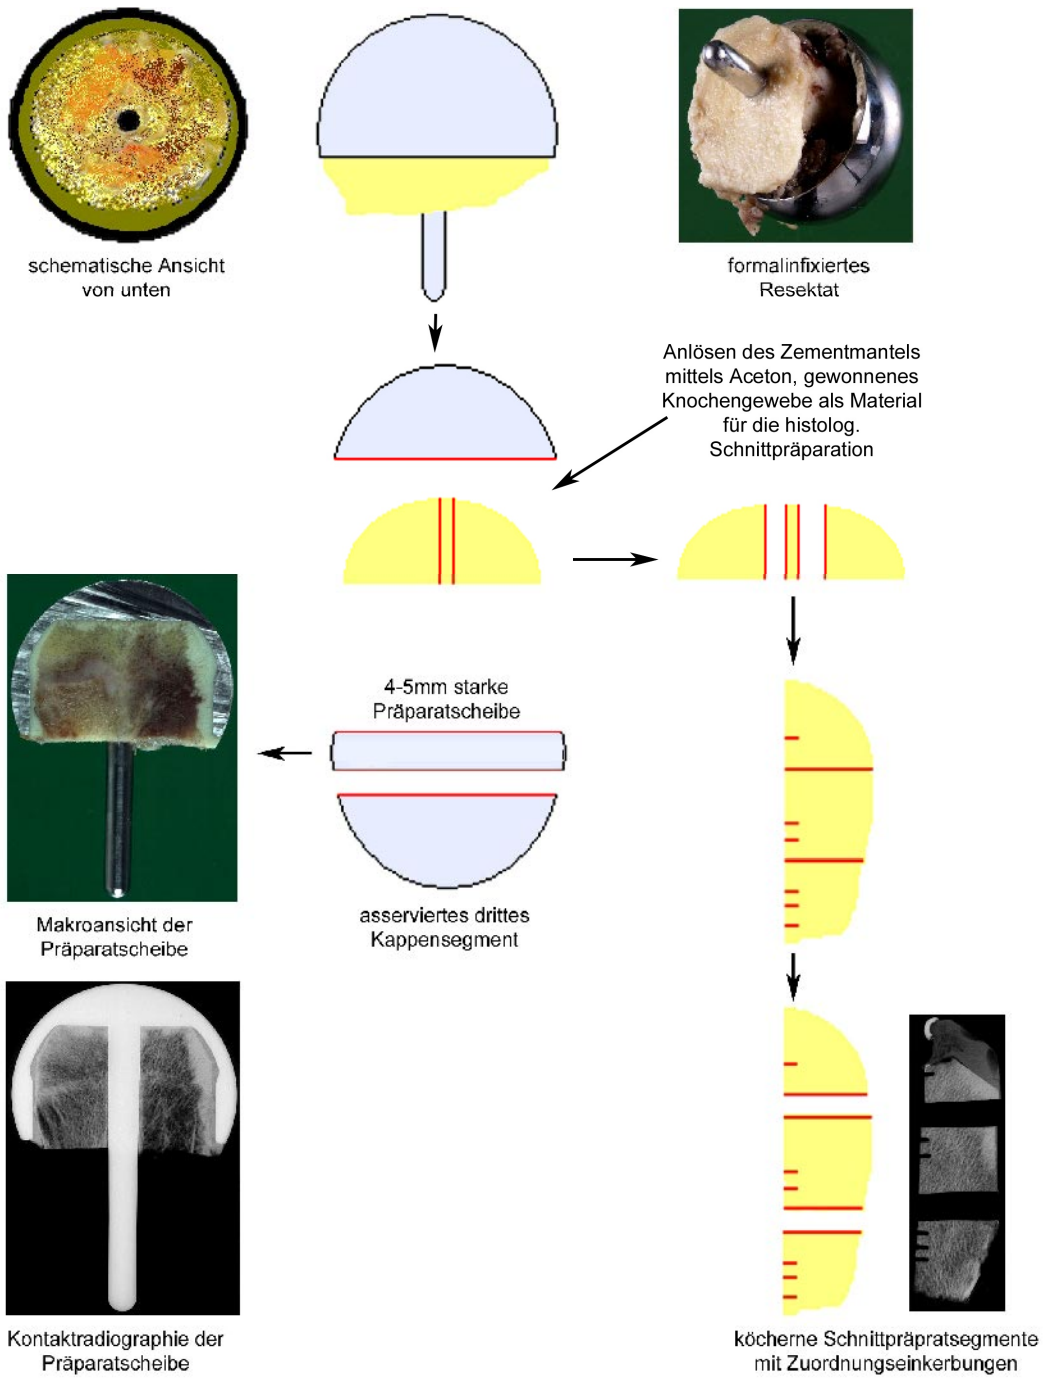 schematische Ansicht
von unten
formalinfixiertes
Resektat
Anlösen des Zementmantels
mittels Aceton, gewonnenes
Knochengewebe als Material
für die histolog.
Schnittpräparation
4-5mm starke
Präparatscheibe
asserviertes drittes
Kappensegment
Makroansicht der
Präparatscheibe
Kontaktradiographie der
Präparatscheibe
köcherne Schnittpräpratsegmente
mit Zuordnungseinkerbungen